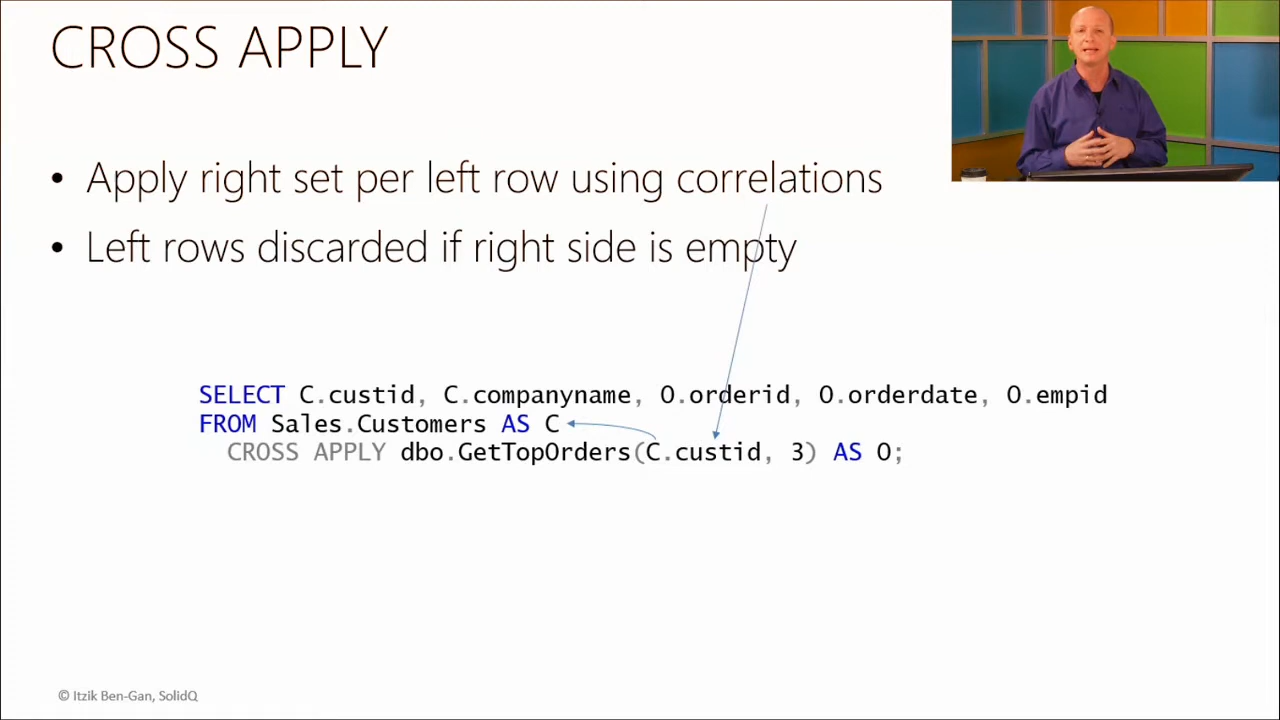 CROSS APPLY
• Apply right set per left row using correlations
• Left rows discarded if right side is empty
SELECT C.custid, C.companyname, O.orderid, O.orderdate, O.empid
FROM Sales.Customers AS C
CROSS APPLY dbo.GetTopOrders(C.custid, 3) AS O;
© Itzik Ben-Gan, SolidQ